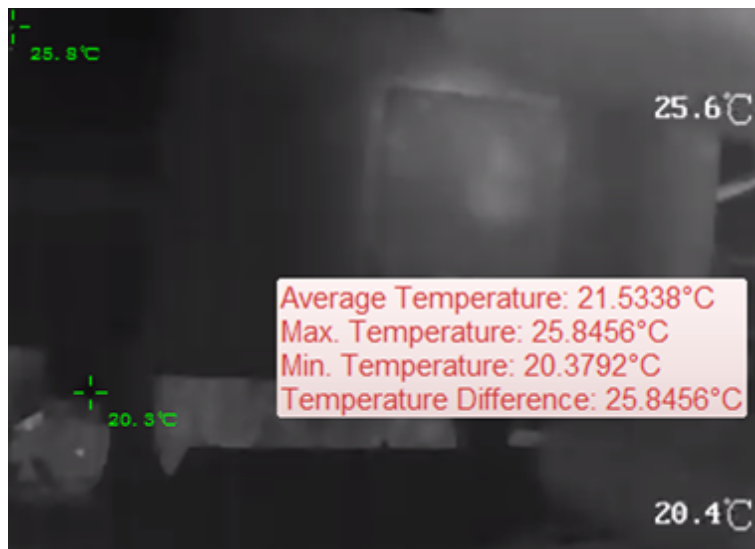 25.8℃
25.6℃
Average Temperature: 21.5338°C
Max. Temperature: 25.8456°C
Min. Temperature: 20.3792°C
Temperature Difference: 25.8456°C
20.3℃
20.4℃